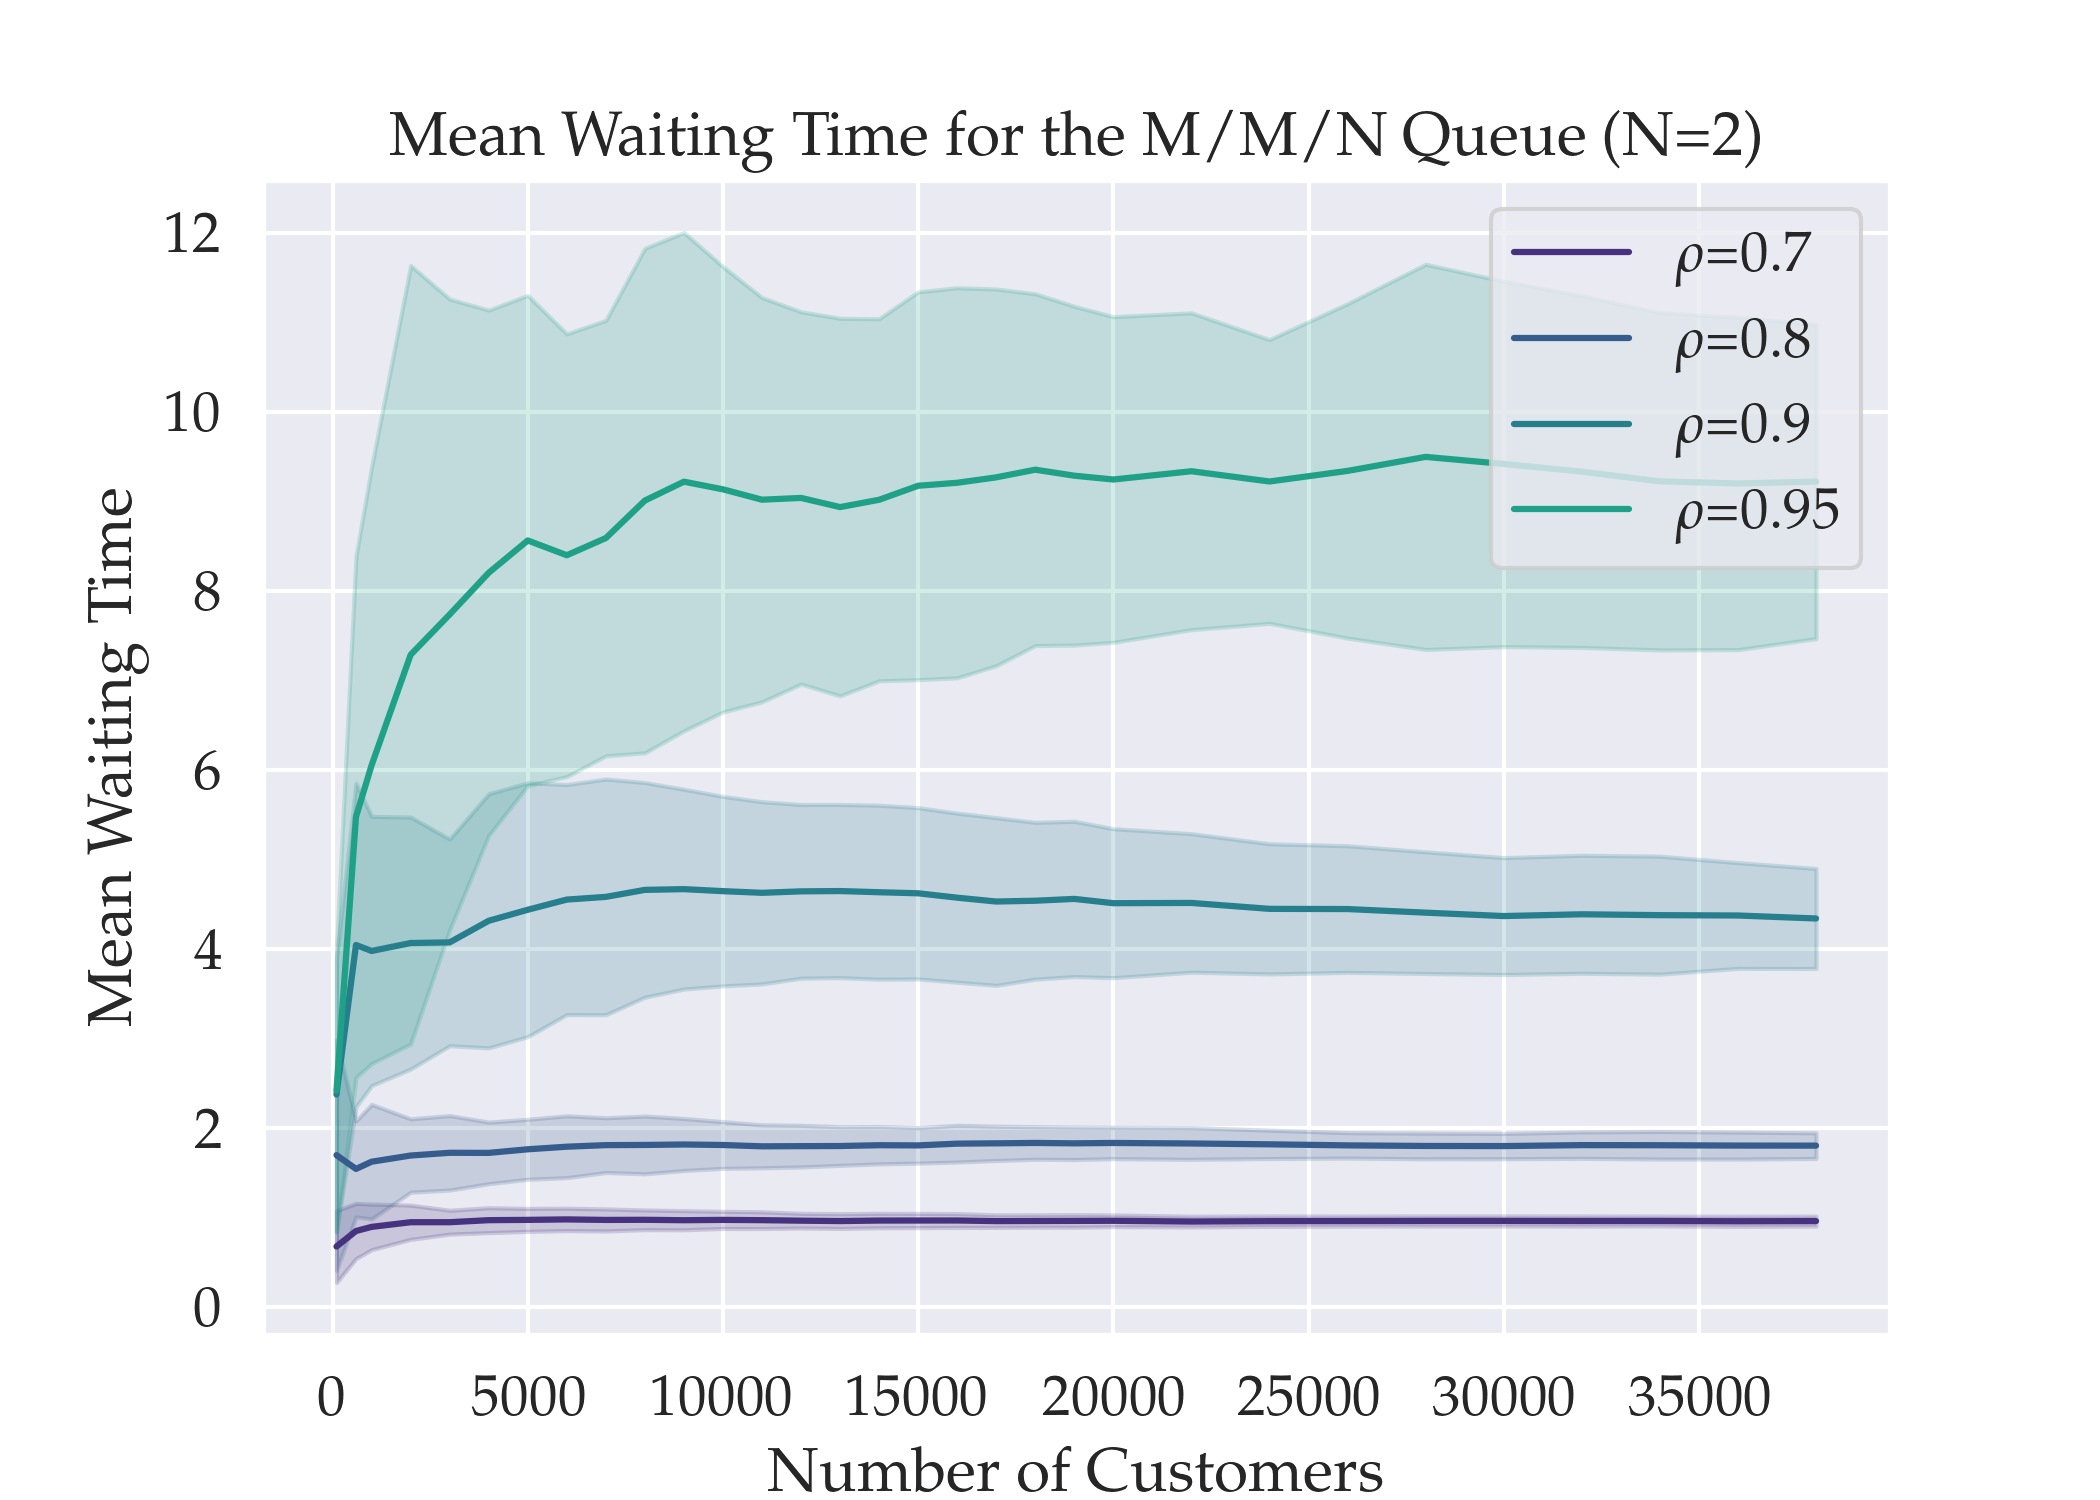 Mean Waiting Time for the M/M/N Queue (N=2)
12
10
8
6
4
2
0
Mean Waiting Time
ρ=0.7
ρ=0.8
ρ=0.9
ρ=0.95
0 5000 10000 15000 20000 25000 30000 35000
Number of Customers